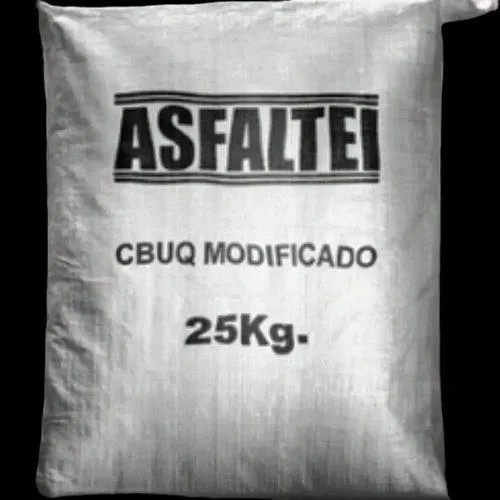 ASFALTEI
CBUQ MODIFICADO
25Kg.